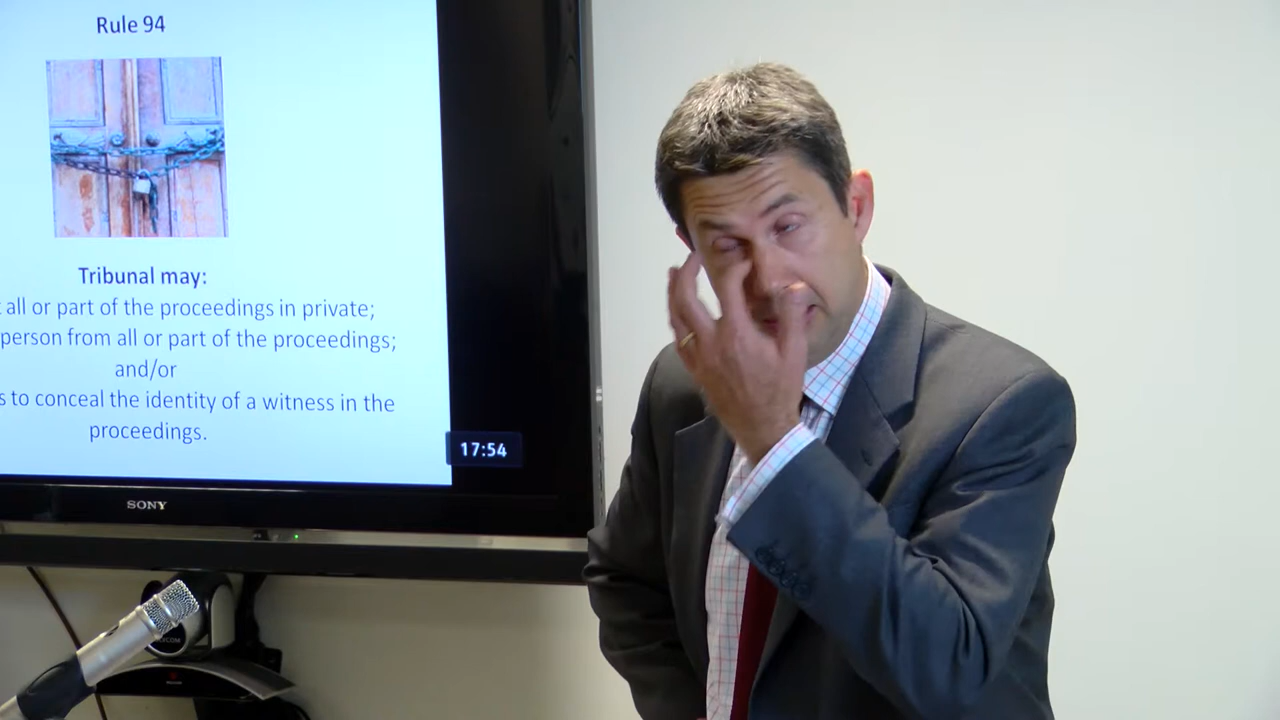 Rule 94
Tribunal may:
all or part of the proceedings in private;
person from all or part of the proceedings;
and/or
to conceal the identity of a witness in the
proceedings.
17:54
SONY